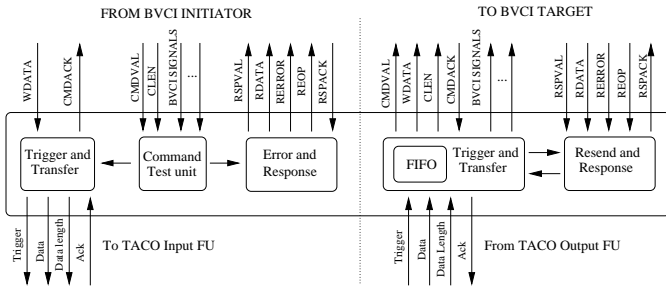 FROM BVCI INITIATOR
TO BVCI TARGET
WDATA
CMDACK
CMDVAL
CLEN
BVCI SIGNALS
...
RSPVAL
RDATA
RERROR
REOP
RSPACK
CMDVAL
WDATA
CLEN
CMDACK
BVCI SIGNALS
...
RSPVAL
RDATA
RERROR
REOP
RSPACK
Trigger and
Transfer
Command
Test unit
Error and
Response
FIFO
Trigger and
Transfer
Resend and
Response
Trigger
Data
Data length
Ack
To TACO Input FU
Trigger
Data
Data Length
Ack
From TACO Output FU